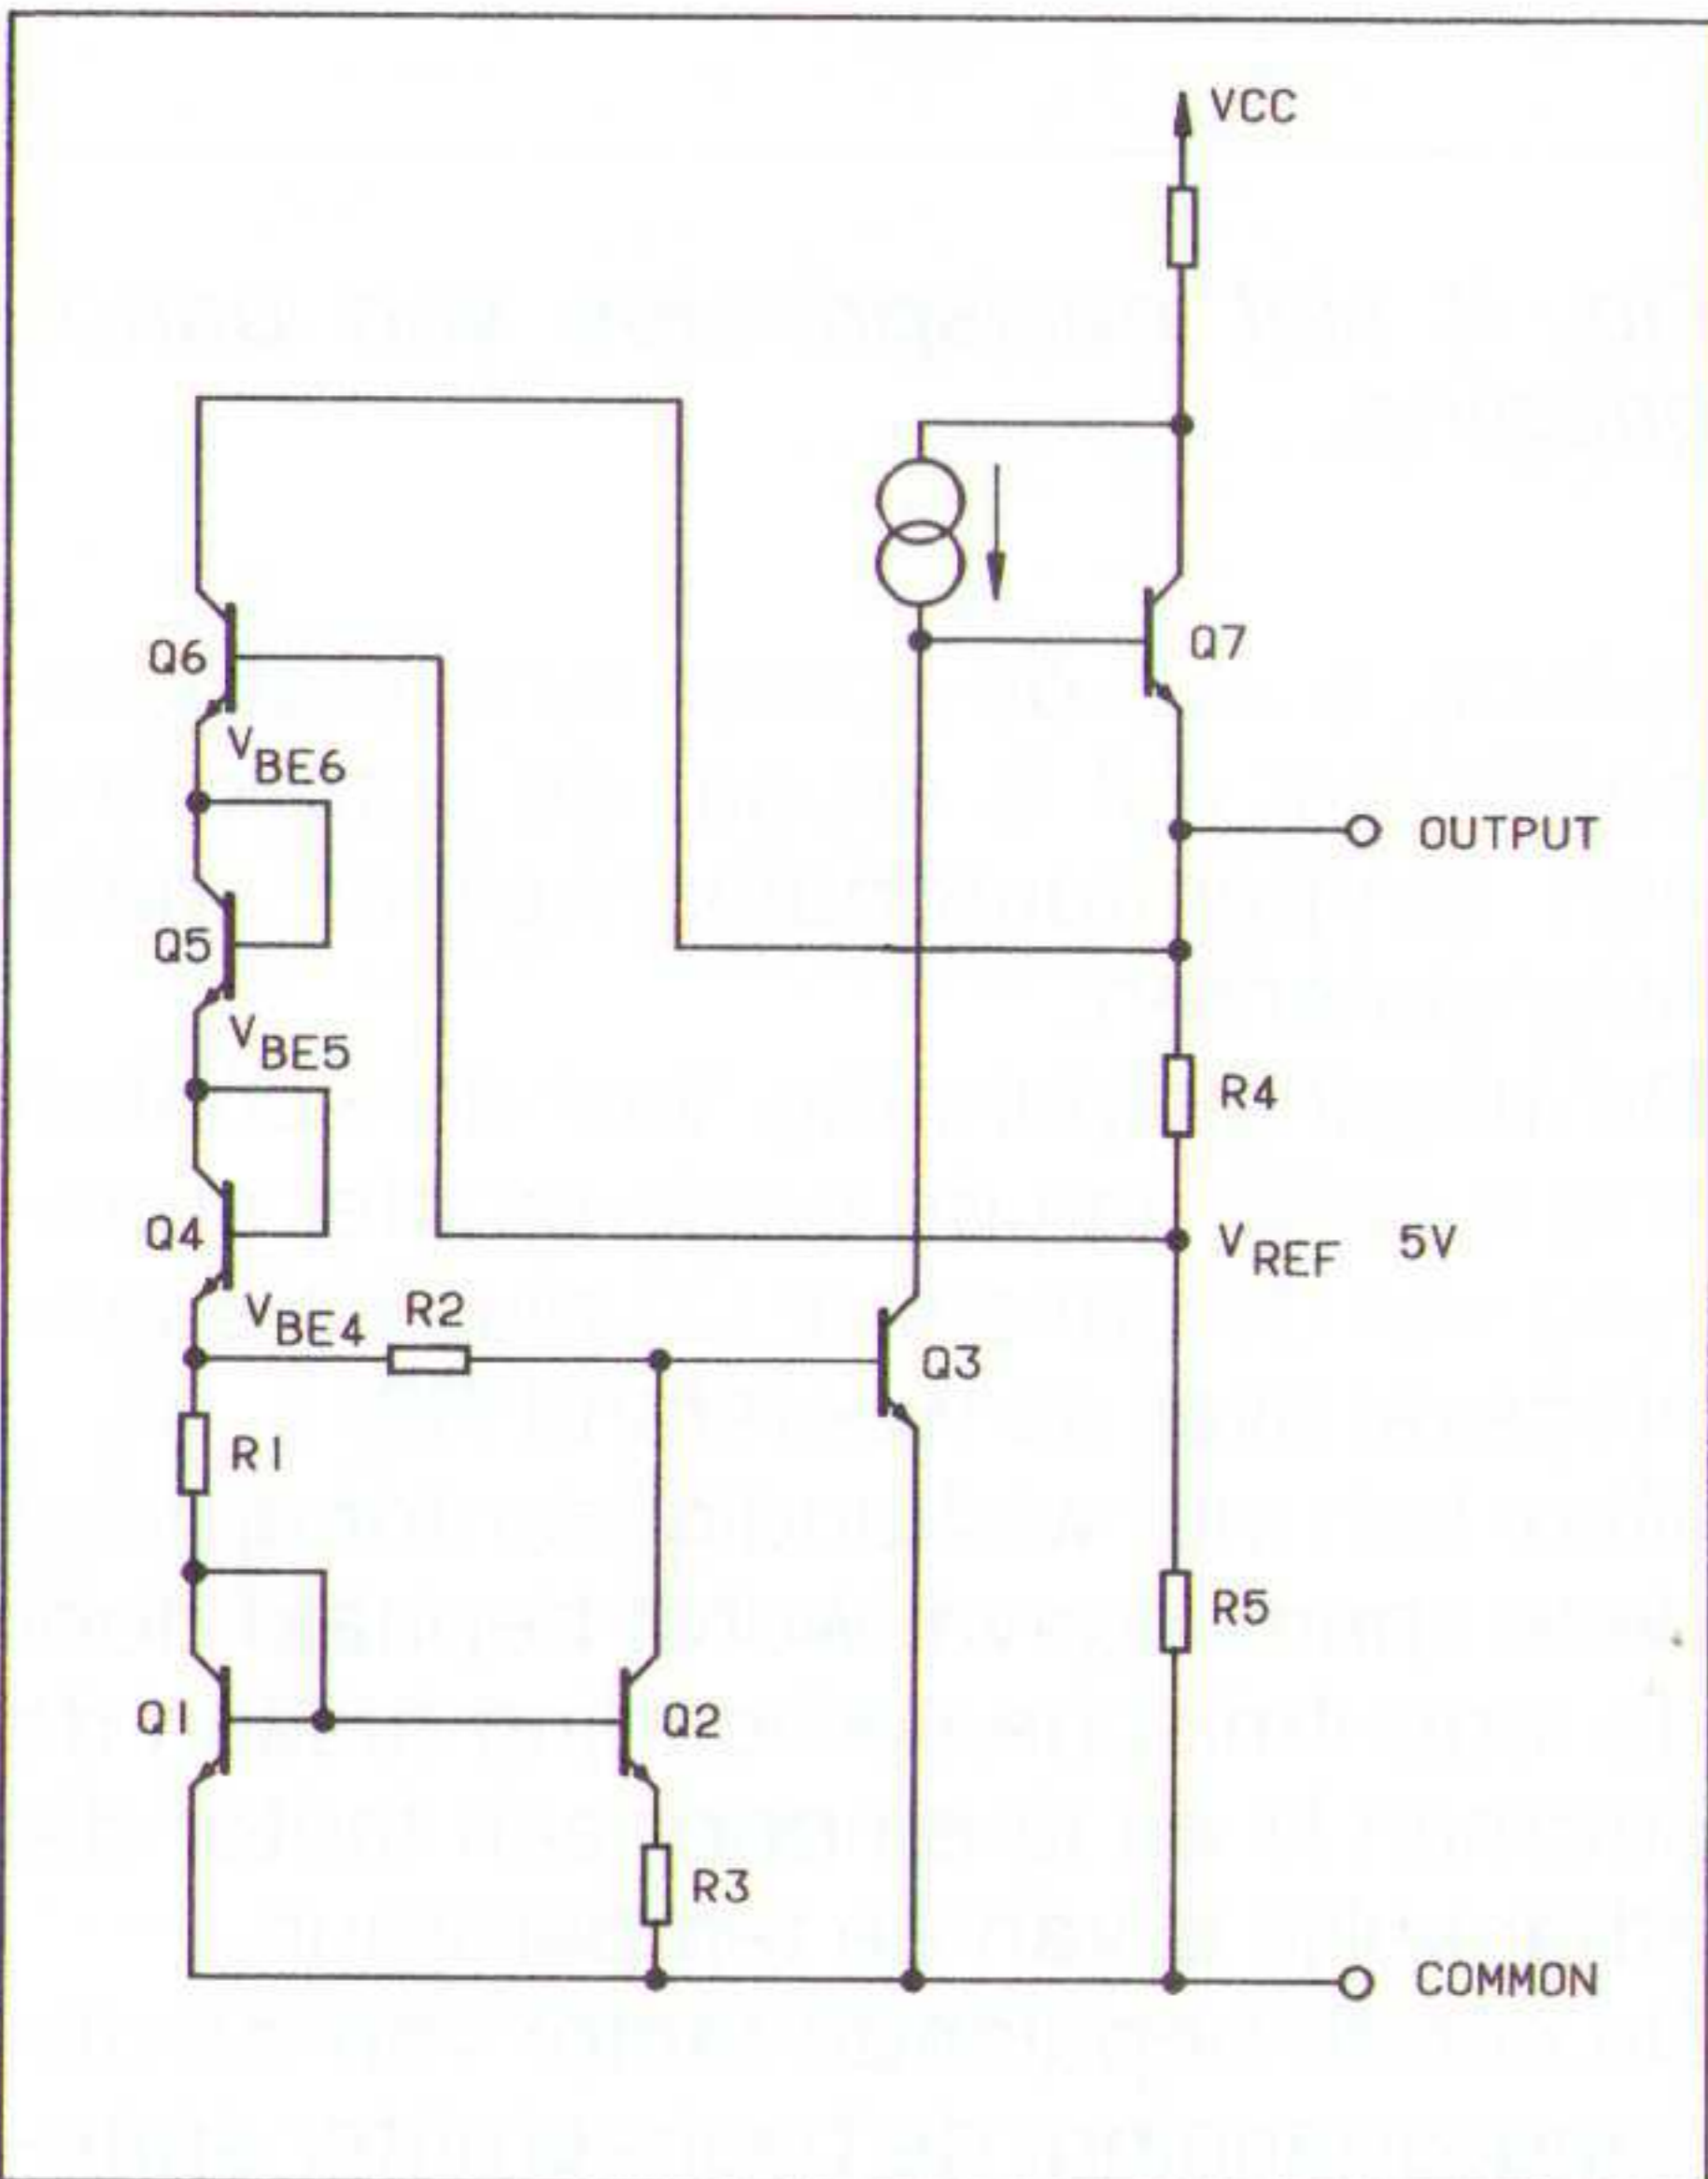 VCC
Q6
Q7
VBE6
OUTPUT
Q5
VBE5
R4
Q4
VREF 5V
VBE4
R2
Q3
R1
R5
Q1
Q2
R3
COMMON